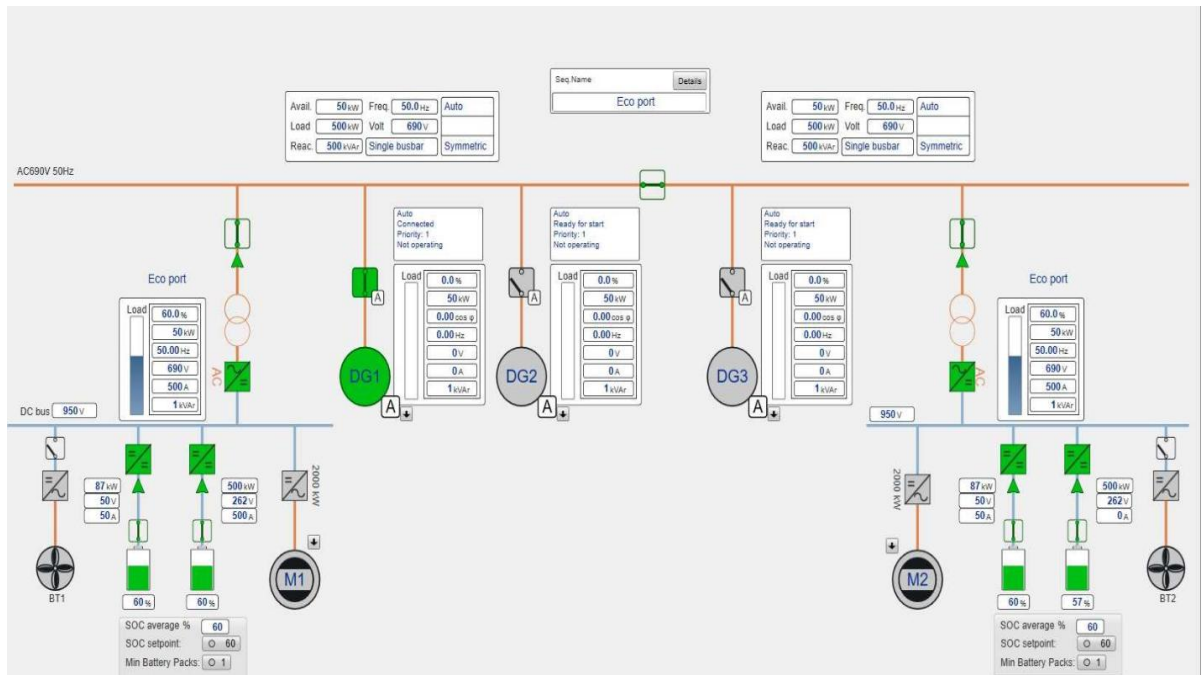 Seq.Name Details
Eco port
Avail. 50 kW Freq. 50.0 Hz Auto
Load 500 kW Volt 690 V
Reac. 500 kVAr Single busbar Symmetric
Avail. 50 kW Freq. 50.0 Hz Auto
Load 500 kW Volt 690 V
Reac. 500 kVAr Single busbar Symmetric
AC690V 50Hz
Auto
Connected
Priority: 1
Not operating
Auto
Ready for start
Priority: 1
Not operating
Auto
Ready for start
Priority: 1
Not operating
Eco port
Load 60.0 %
50 kW
50.00 Hz
690 V
500 A
1 kVAr
AC
A
DG1
A
Load 0.0 %
50 kW
0.00 cos φ
0.00 Hz
0 V
0 A
1 kVAr
A
DG2
A
Load 0.0 %
50 kW
0.00 cos φ
0.00 Hz
0 V
0 A
1 kVAr
A
DG3
A
Load 0.0 %
50 kW
0.00 cos φ
0.00 Hz
0 V
0 A
1 kVAr
AC
Eco port
Load 60.0 %
50 kW
50.00 Hz
690 V
500 A
1 kVAr
DC bus 950 V
950 V
87 kW
50 V
50 A
500 kW
262 V
500 A
2000 kW
BT1
60 %
60 %
M1
SOC average % 60
SOC setpoint: 60
Min Battery Packs: 1
2000 kW
87 kW
50 V
50 A
500 kW
262 V
0 A
M2
60 %
57 %
BT2
SOC average % 60
SOC setpoint: 60
Min Battery Packs: 1